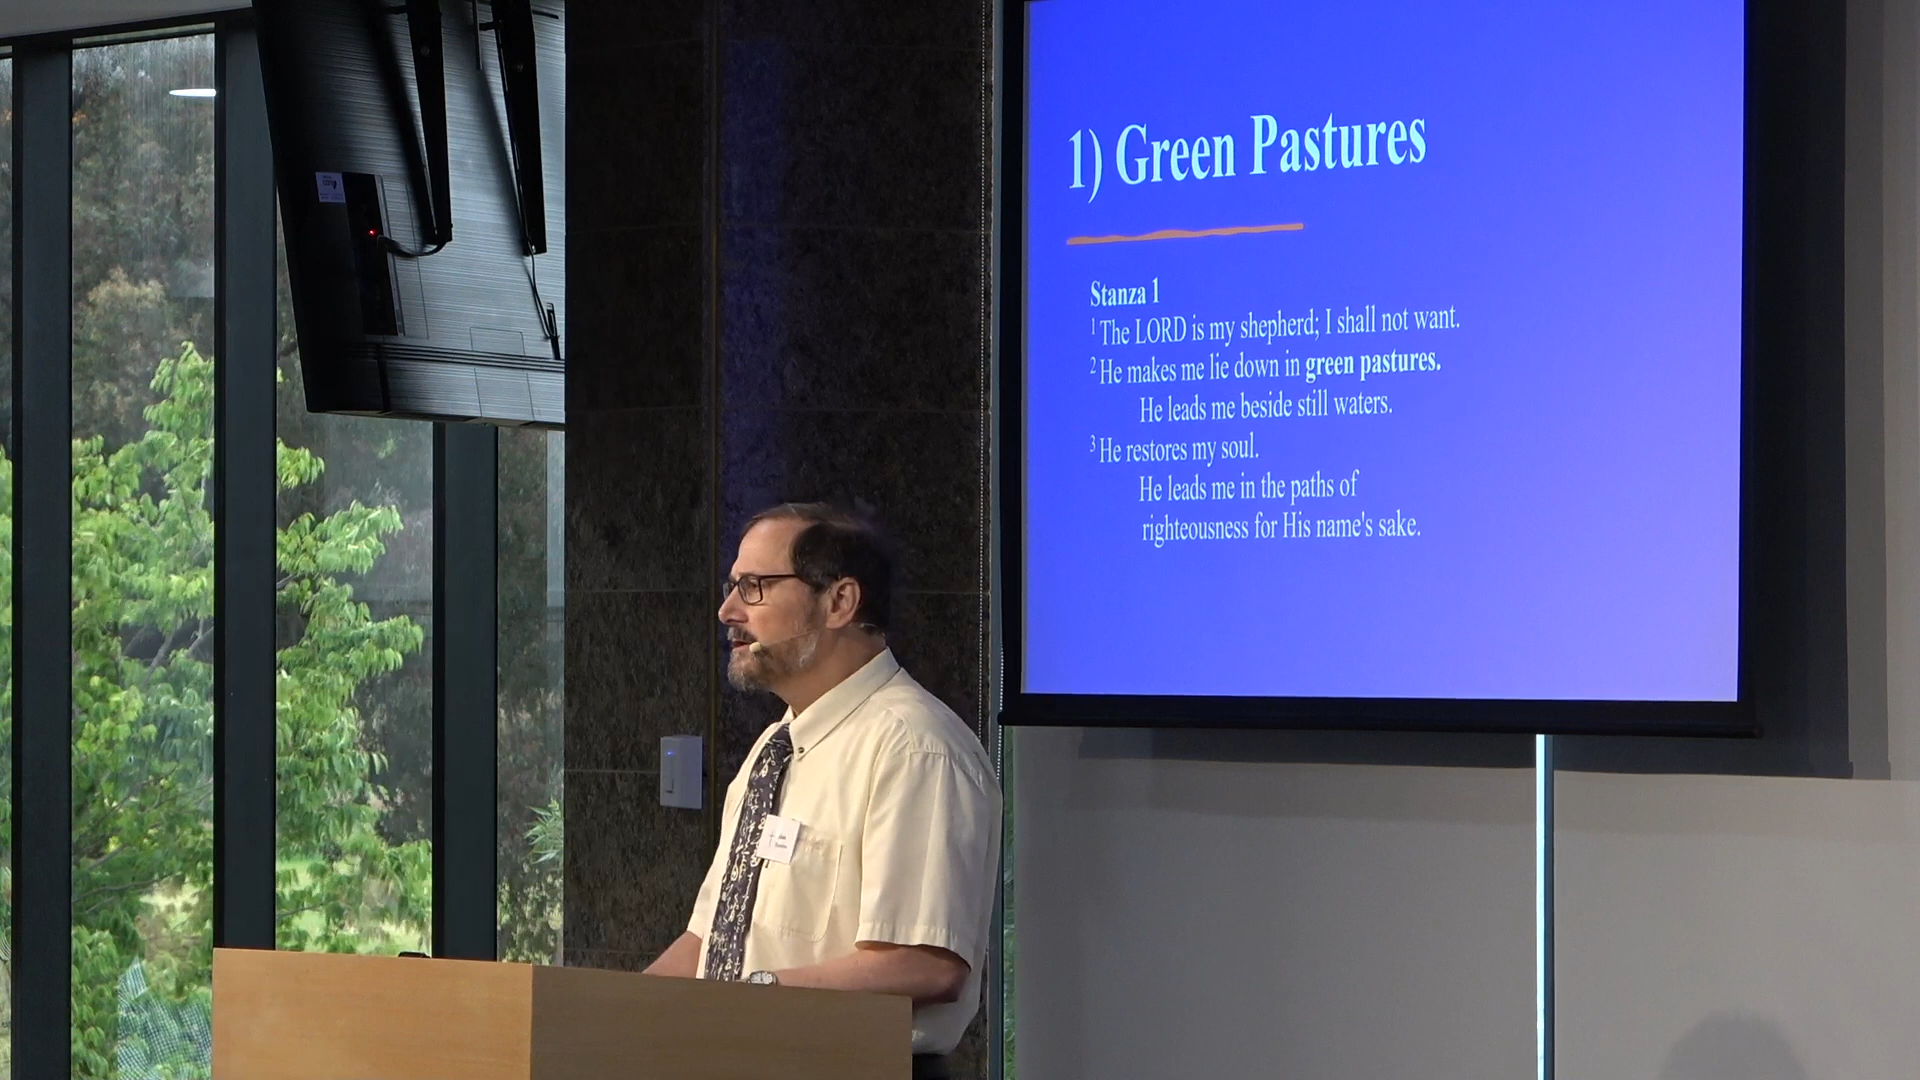 1) Green Pastures
Stanza 1
1 The LORD is my shepherd; I shall not want.
2 He makes me lie down in green pastures.
He leads me beside still waters.
3 He restores my soul.
He leads me in the paths of
righteousness for His name's sake.